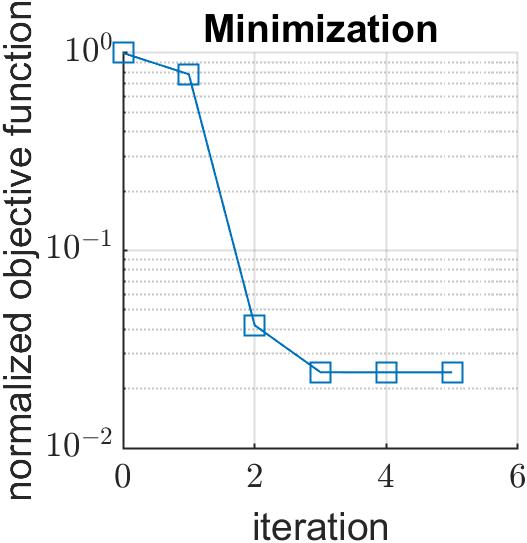 Minimization
normalized objective function
10^0
10^-1
10^-2
0 2 4 6
iteration